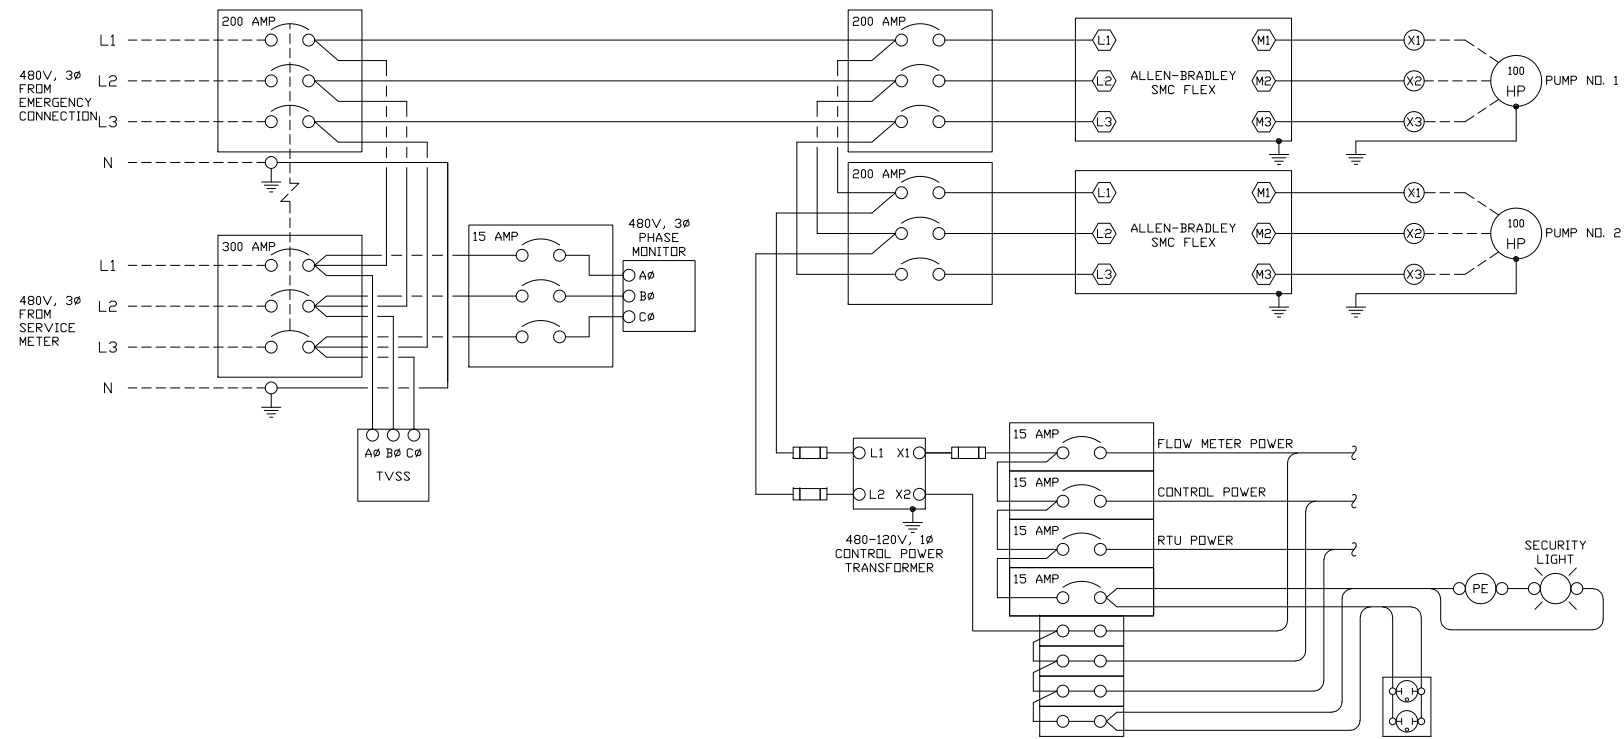 200 AMP
L1
480V, 3Ø
FROM
EMERGENCY
CONNECTION
L2
L3
N
300 AMP
L1
480V, 3Ø
FROM
SERVICE
METER
L2
L3
N
15 AMP
480V, 3Ø
PHASE
MONITOR
AØ
BØ
CØ
AØ BØ CØ
TVSS
200 AMP
L1
L2
L3
ALLEN-BRADLEY
SMC FLEX
M1
M2
M3
X1
X2
X3
100
HP
PUMP NO. 1
200 AMP
L1
L2
L3
ALLEN-BRADLEY
SMC FLEX
M1
M2
M3
X1
X2
X3
100
HP
PUMP NO. 2
L1 X1
L2 X2
480-120V, 1Ø
CONTROL POWER
TRANSFORMER
15 AMP
FLOW METER POWER
15 AMP
CONTROL POWER
15 AMP
RTU POWER
15 AMP
PE
SECURITY
LIGHT